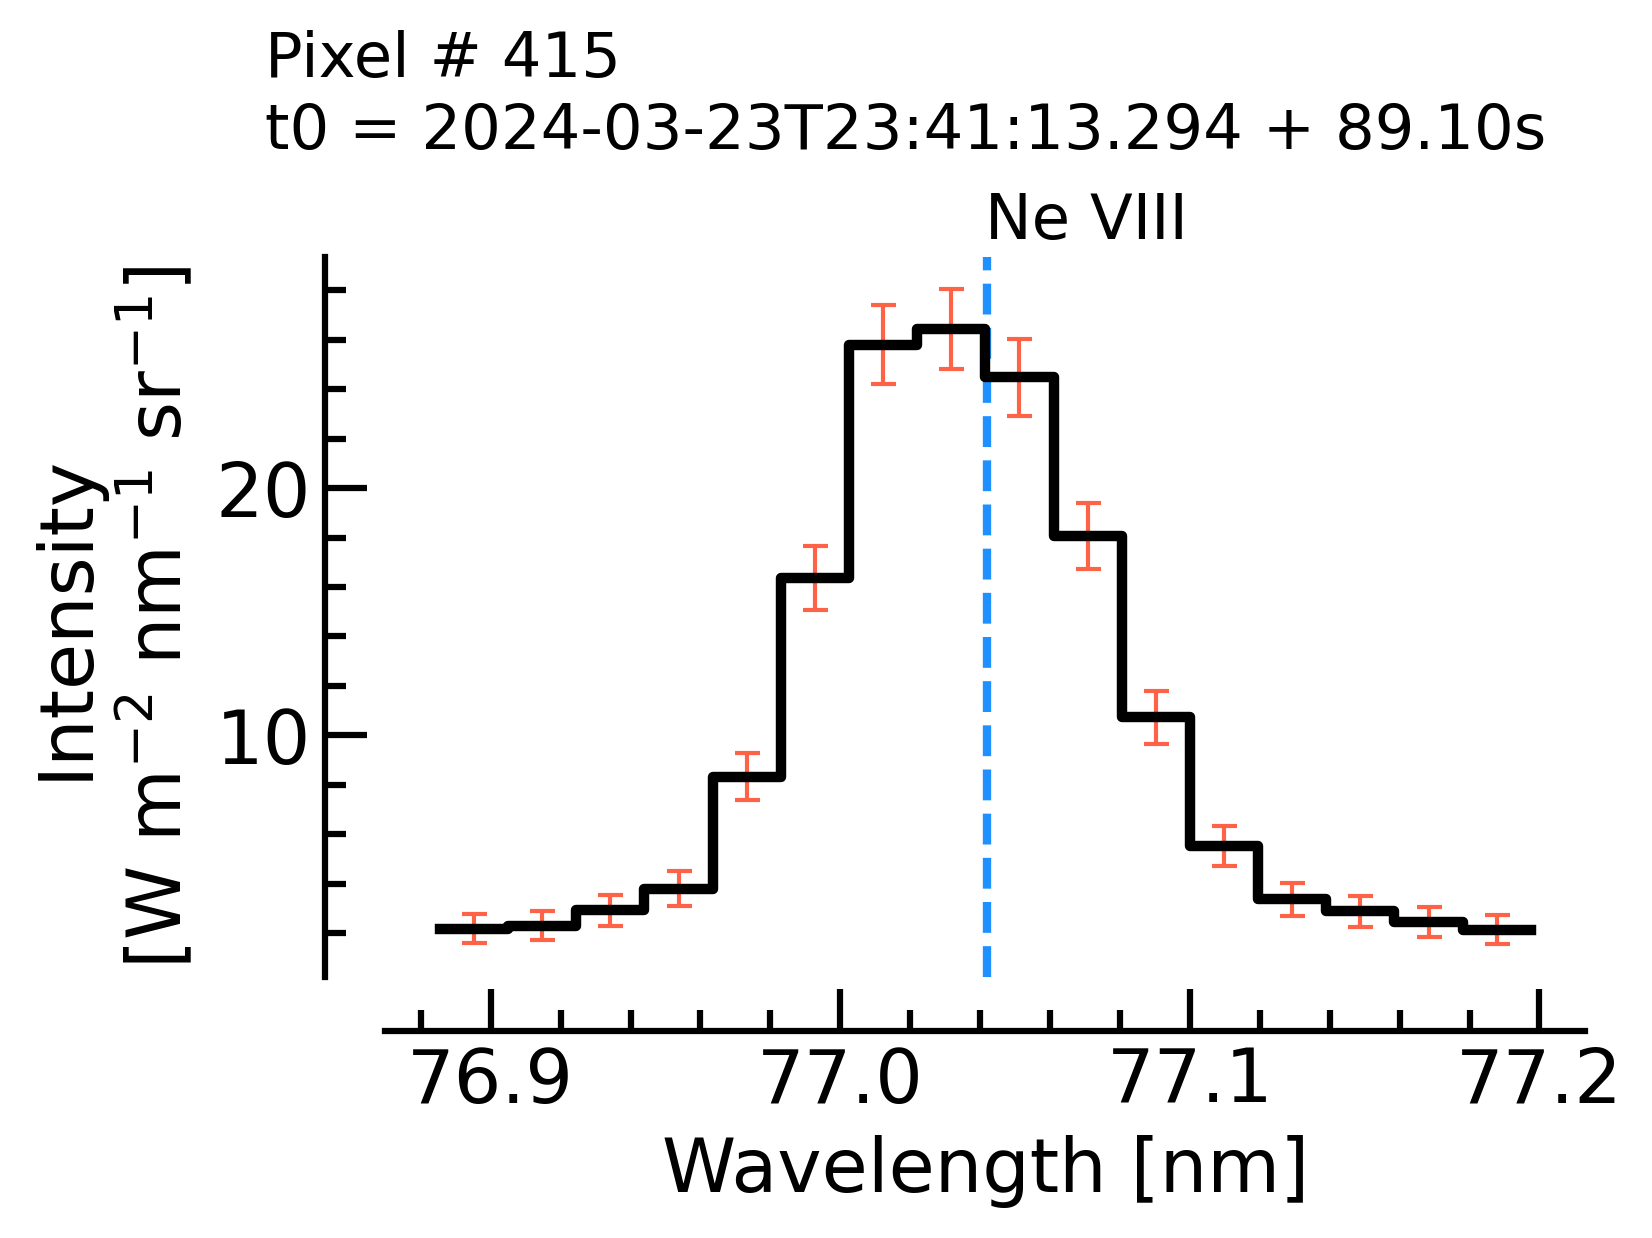 Pixel # 415
t0 = 2024-03-23T23:41:13.294 + 89.10s
Ne VIII
Intensity
[W m⁻² nm⁻¹ sr⁻¹]
20
10
76.9 77.0 77.1 77.2
Wavelength [nm]